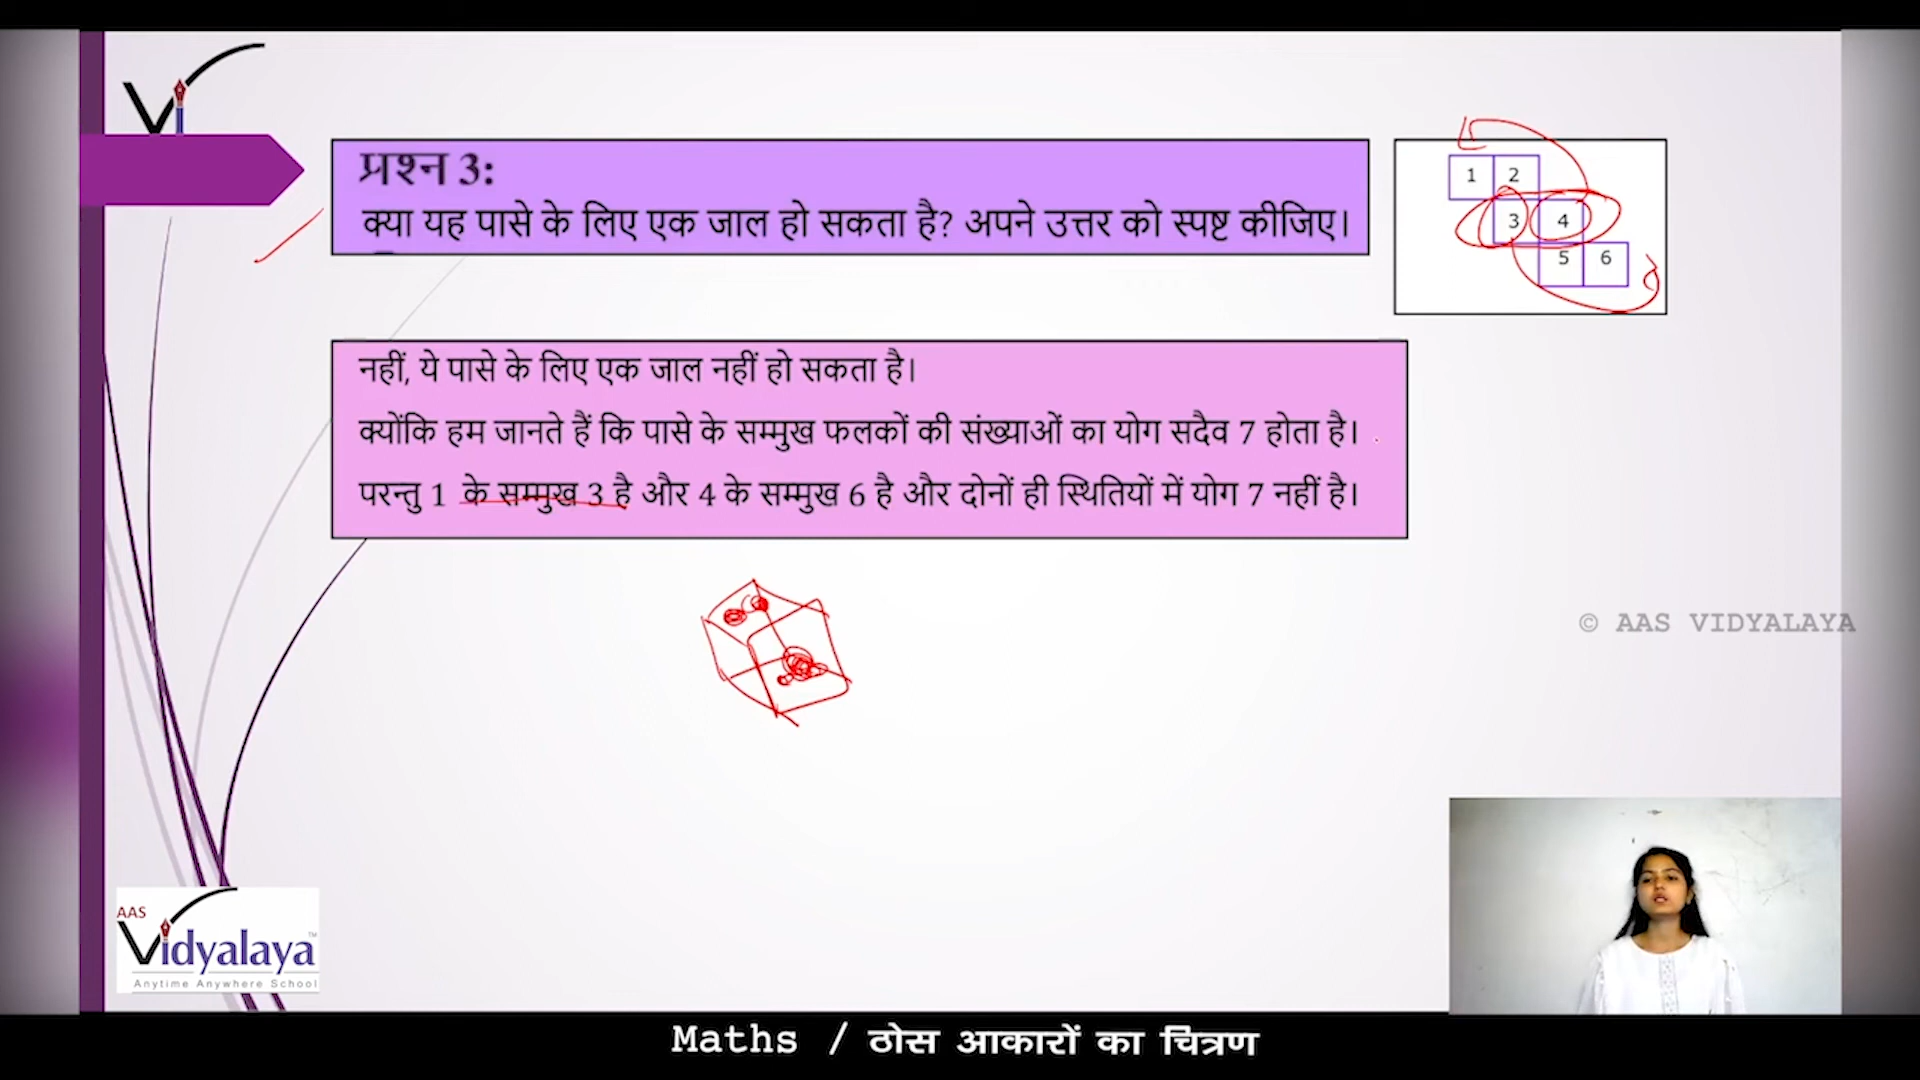 प्रश्न 3:
क्या यह पासे के लिए एक जाल हो सकता है? अपने उत्तर को स्पष्ट कीजिए।
1 2
3 4
5 6
नहीं, ये पासे के लिए एक जाल नहीं हो सकता है।
क्योंकि हम जानते हैं कि पासे के सम्मुख फलकों की संख्याओं का योग सदैव 7 होता है।
परन्तु 1 के सम्मुख 3 है और 4 के सम्मुख 6 है और दोनों ही स्थितियों में योग 7 नहीं है।
© AAS VIDYALAYA
AAS
Vidyalaya™
Anytime Anywhere School
Maths / ठोस आकारों का चित्रण